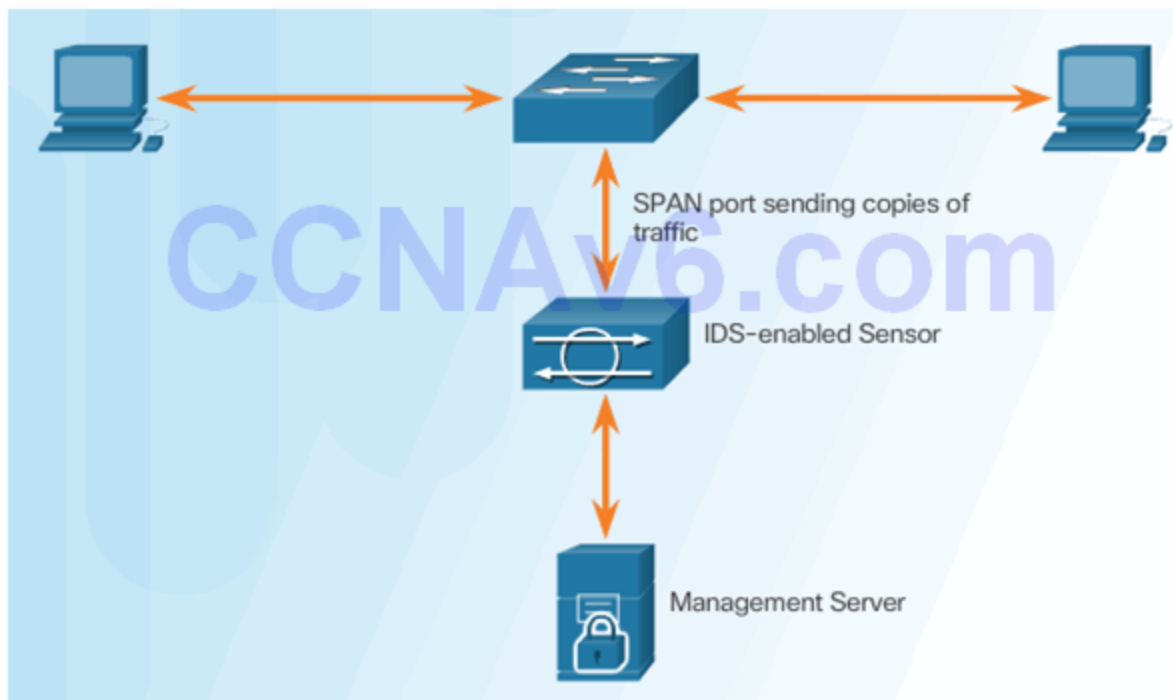 SPAN port sending copies of
traffic
CCNAv6.com
IDS-enabled Sensor
Management Server